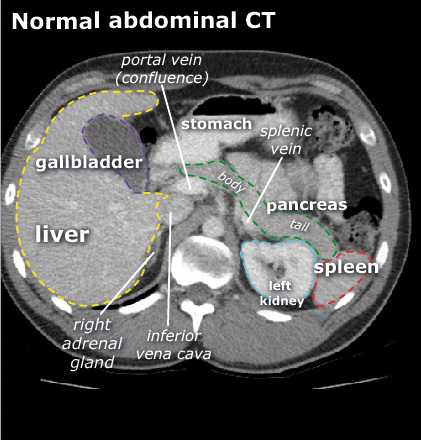 Normal abdominal CT
portal vein
(confluence)
stomach
splenic
vein
gallbladder
body
pancreas
tail
liver
spleen
left
kidney
right
adrenal
gland
inferior
vena cava